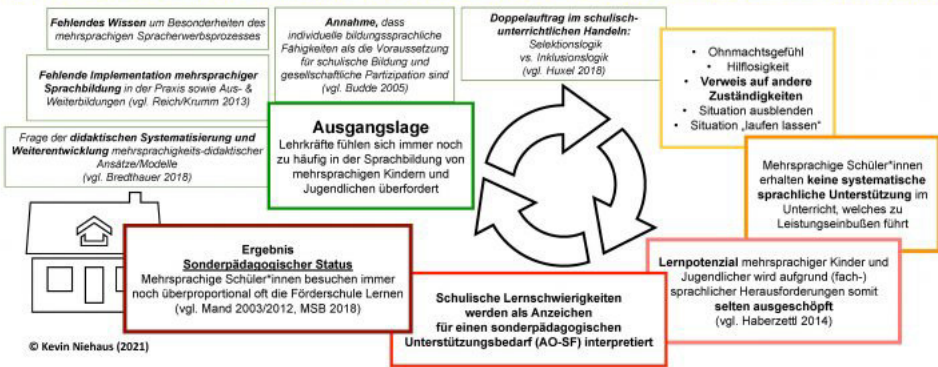 Fehlendes Wissen um Besonderheiten des
mehrsprachigen Spracherwerbsprozesses
Fehlende Implementation mehrsprachiger
Sprachbildung in der Praxis sowie Aus- &
Weiterbildungen (vgl. Reich/Krumm 2013)
Frage der didaktischen Systematisierung und
Weiterentwicklung mehrsprachigkeits-didaktischer
Ansätze/Modelle
(vgl. Bredthauer 2018)
Annahme, dass
individuelle bildungssprachliche
Fähigkeiten als die Voraussetzung
für schulische Bildung und
gesellschaftliche Partizipation sind
(vgl. Budde 2005)
Doppelauftrag im schulisch-
unterrichtlichen Handeln:
Selektionslogik
vs. Inklusionslogik
(vgl. Huxel 2018)
Ausgangslage
Lehrkräfte fühlen sich immer noch
zu häufig in der Sprachbildung von
mehrsprachigen Kindern und
Jugendlichen überfordert
• Ohnmachtsgefühl
• Hilflosigkeit
• Verweis auf andere
Zuständigkeiten
• Situation ausblenden
• Situation „laufen lassen"
Mehrsprachige Schüler*innen
erhalten keine systematische
sprachliche Unterstützung im
Unterricht, welches zu
Leistungseinbußen führt
Lernpotenzial mehrsprachiger Kinder und
Jugendlicher wird aufgrund (fach-)
sprachlicher Herausforderungen somit
selten ausgeschöpft
(vgl. Haberzettl 2014)
Schulische Lernschwierigkeiten
werden als Anzeichen
für einen sonderpädagogischen
Unterstützungsbedarf (AO-SF) interpretiert
Ergebnis
Sonderpädagogischer Status
Mehrsprachige Schüler*innen besuchen immer
noch überproportional oft die Förderschule Lernen
(vgl. Mand 2003/2012, MSB 2018)
© Kevin Niehaus (2021)